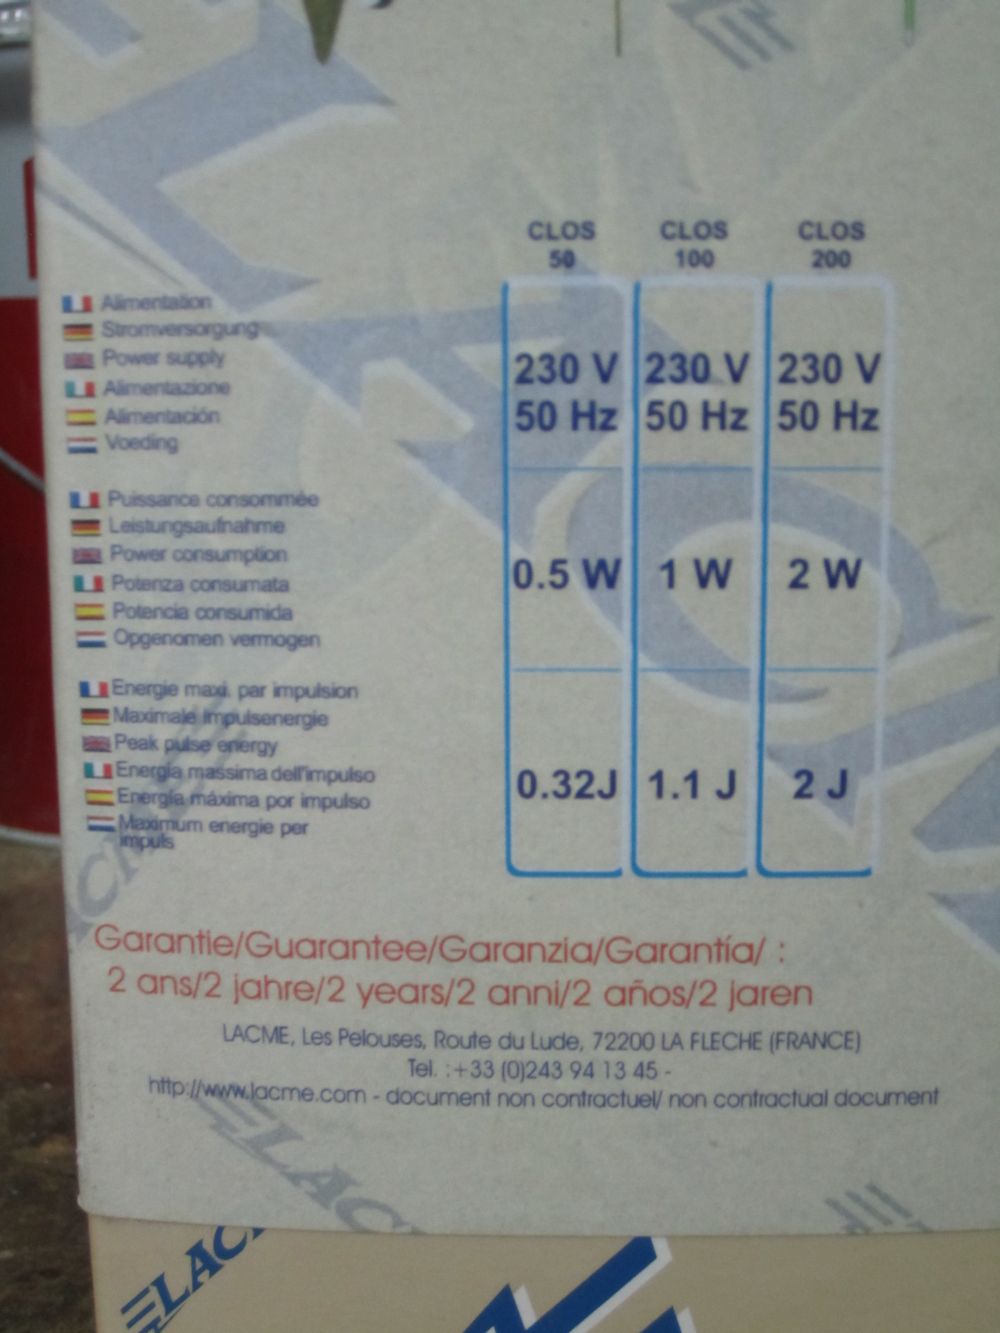 CLOS CLOS CLOS
50 100 200
Alimentation
Stromversorgung
Power supply
Alimentazione
Alimentación
Voeding
230 V 230 V 230 V
50 Hz 50 Hz 50 Hz
Puissance consommée
Leistungsaufnahme
Power consumption
Potenza consumata
Potencia consumida
Opgenomen vermogen
0.5 W 1 W 2 W
Energie maxi. par impulsion
Maximale impulsenergie
Peak pulse energy
Energia massima dell'impulso
Energía máxima por impulso
Maximum energie per
impuls
0.32J 1.1 J 2 J
Garantie/Guarantee/Garanzia/Garantía/ :
2 ans/2 jahre/2 years/2 anni/2 años/2 jaren
LACME, Les Pelouses, Route du Lude, 72200 LA FLECHE (FRANCE)
Tel. :+33 (0)243 94 13 45 -
http://www.lacme.com - document non contractuel/ non contractual document
LACME
LAC
LAC